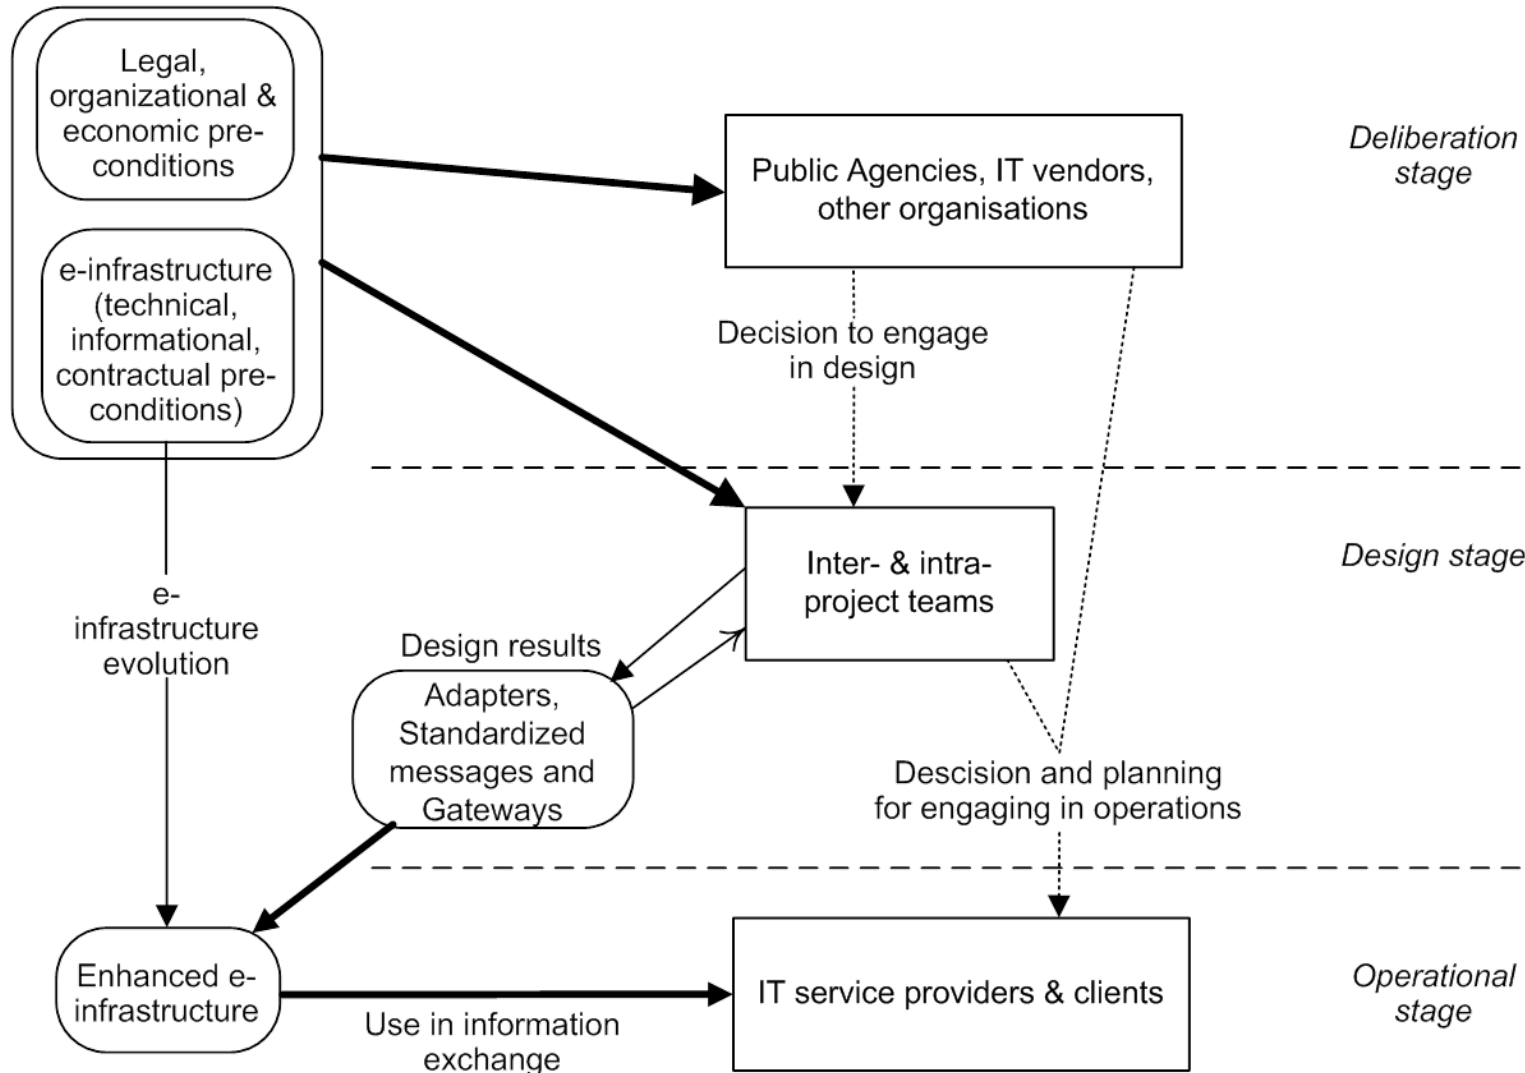 Legal,
organizational &
economic pre-
conditions
e-infrastructure
(technical,
informational,
contractual pre-
conditions)
Public Agencies, IT vendors,
other organisations
Deliberation
stage
Decision to engage
in design
Inter- & intra-
project teams
Design stage
e-
infrastructure
evolution
Design results
Adapters,
Standardized
messages and
Gateways
Descision and planning
for engaging in operations
Enhanced e-
infrastructure
Use in information
exchange
IT service providers & clients
Operational
stage